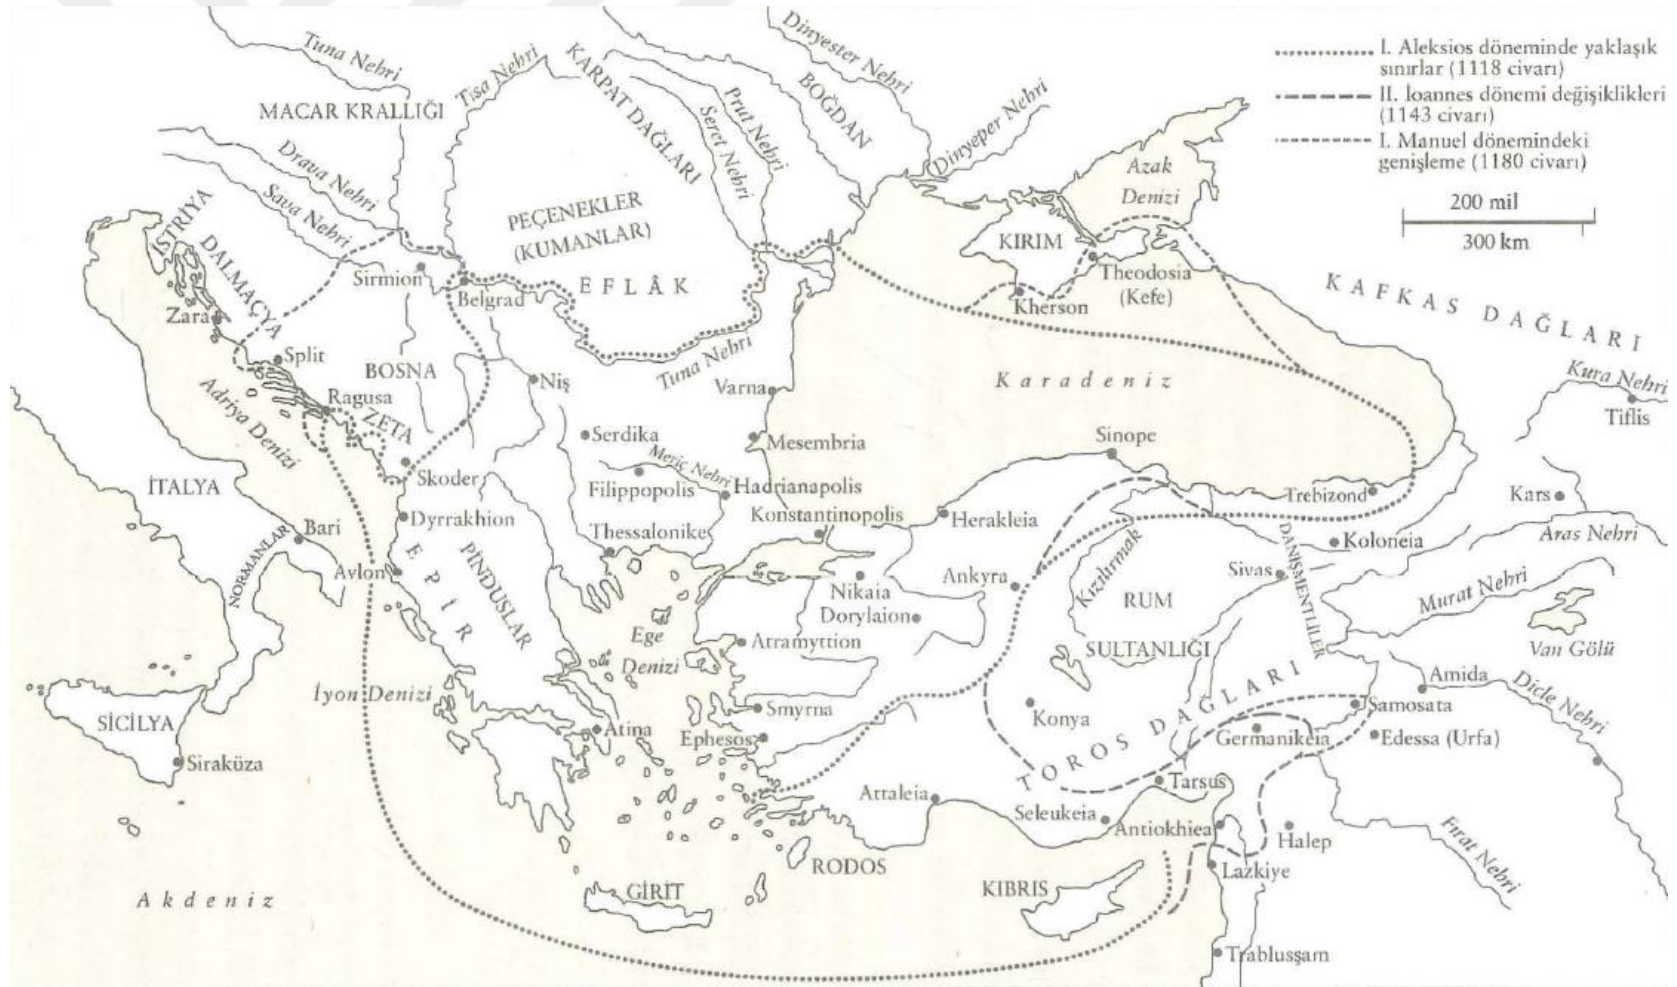 I. Aleksios döneminde yaklaşık
sınırlar (1118 civarı)
II. Ioannes dönemi değişiklikleri
(1143 civarı)
I. Manuel dönemindeki
genişleme (1180 civarı)
200 mil
300 km
Tuna Nehri
MACAR KRALLIĞI
Tisa Nehri
KARPAT DAĞLARI
Prut Nehri
Seret Nehri
BOĞDAN
Dinyester Nehri
Dinyeper Nehri
Azak
Denizi
Drava Nehri
Sava Nehri
İSTRİYA
DALMAÇYA
PEÇENEKLER
(KUMANLAR)
EFLÂK
KIRIM
Theodosia
(Kefe)
Kherson
KAFKAS DAĞLARI
Sirmion
Belgrad
Zara
Split
BOSNA
Niş
Tuna Nehri
Varna
Karadeniz
Kura Nehri
Tiflis
Adriya Denizi
Ragusa
ZETA
Skoder
Serdika
Mesembria
Meriç Nehri
Filippopolis
Hadrianapolis
Sinope
Trebizond
Kars
İTALYA
Bari
NORMANLAR
Dyrrakhion
Konstantinopolis
Herakleia
Thessalonike
Koloneia
Aras Nehri
Avlon
EPİR
PİNDUSLAR
Nikaia
Dorylaion
Ankyra
Kızılırmak
RUM
SULTANLIĞI
Sivas
DANİŞMENTLİLER
Murat Nehri
Van Gölü
Ege
Denizi
Atramyttion
İyon Denizi
Smyrna
Konya
TOROS DAĞLARI
Amida
Dicle Nehri
Samosata
SİCİLYA
Siraküza
Atina
Ephesos
Germanikeia
Edessa (Urfa)
Attaleia
Seleukeia
Tarsus
Antiokhiea
Halep
Fırat Nehri
Lazkiye
RODOS
KIBRIS
GİRİT
Akdeniz
Trablusşam